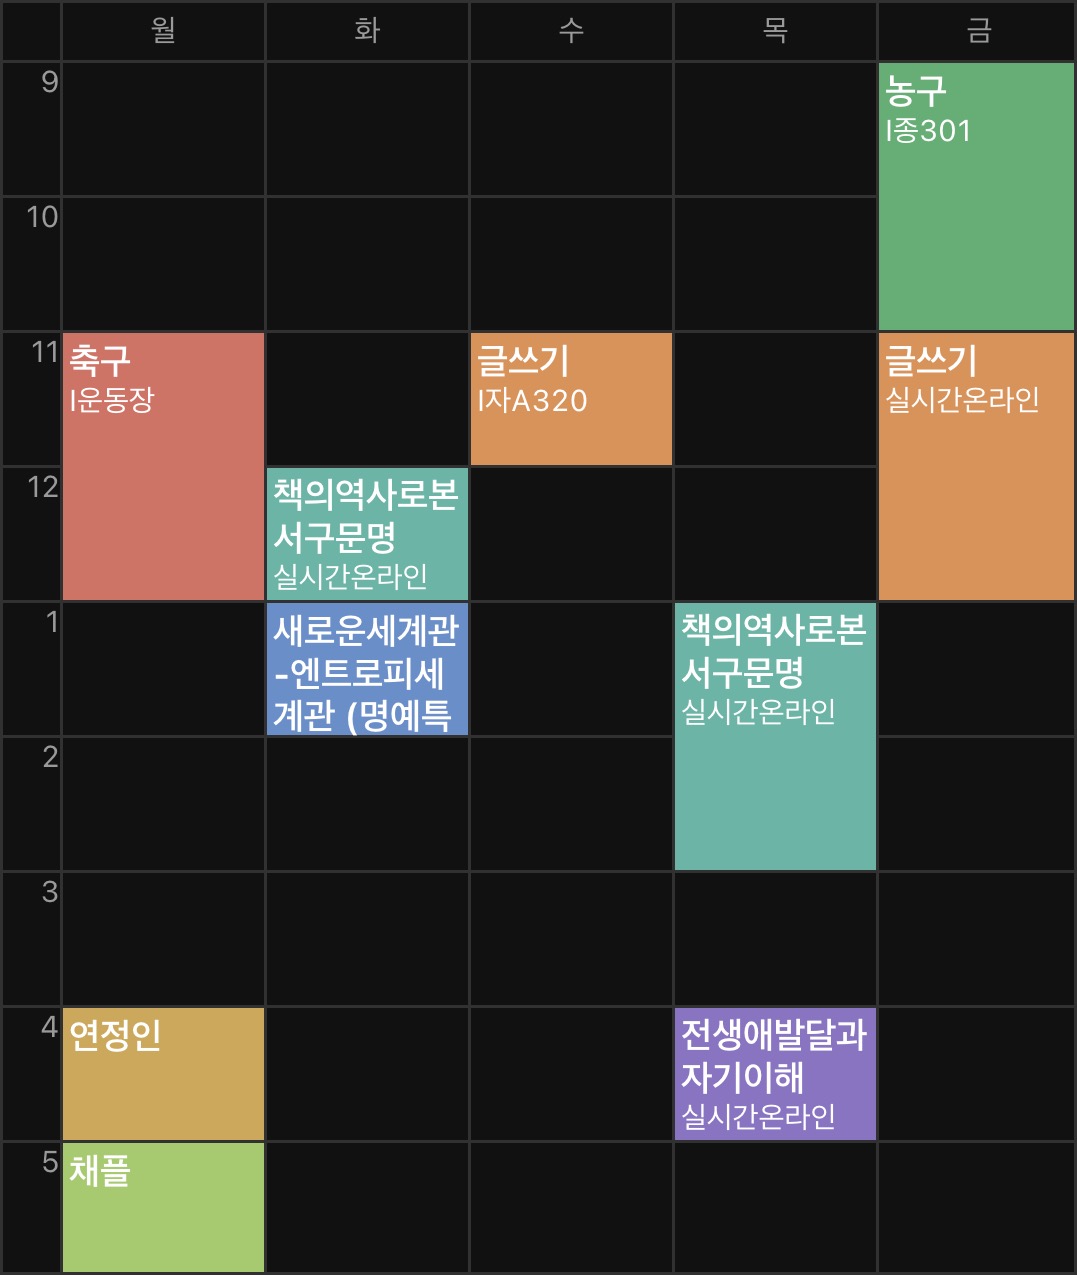 월 화 수 목 금
9
농구
I종301
10
11
축구
I운동장
글쓰기
I자A320
글쓰기
실시간온라인
12
책의역사로본
서구문명
실시간온라인
1
새로운세계관
-엔트로피세
계관 (명예특
책의역사로본
서구문명
실시간온라인
2
3
4
연정인
전생애발달과
자기이해
실시간온라인
5
채플